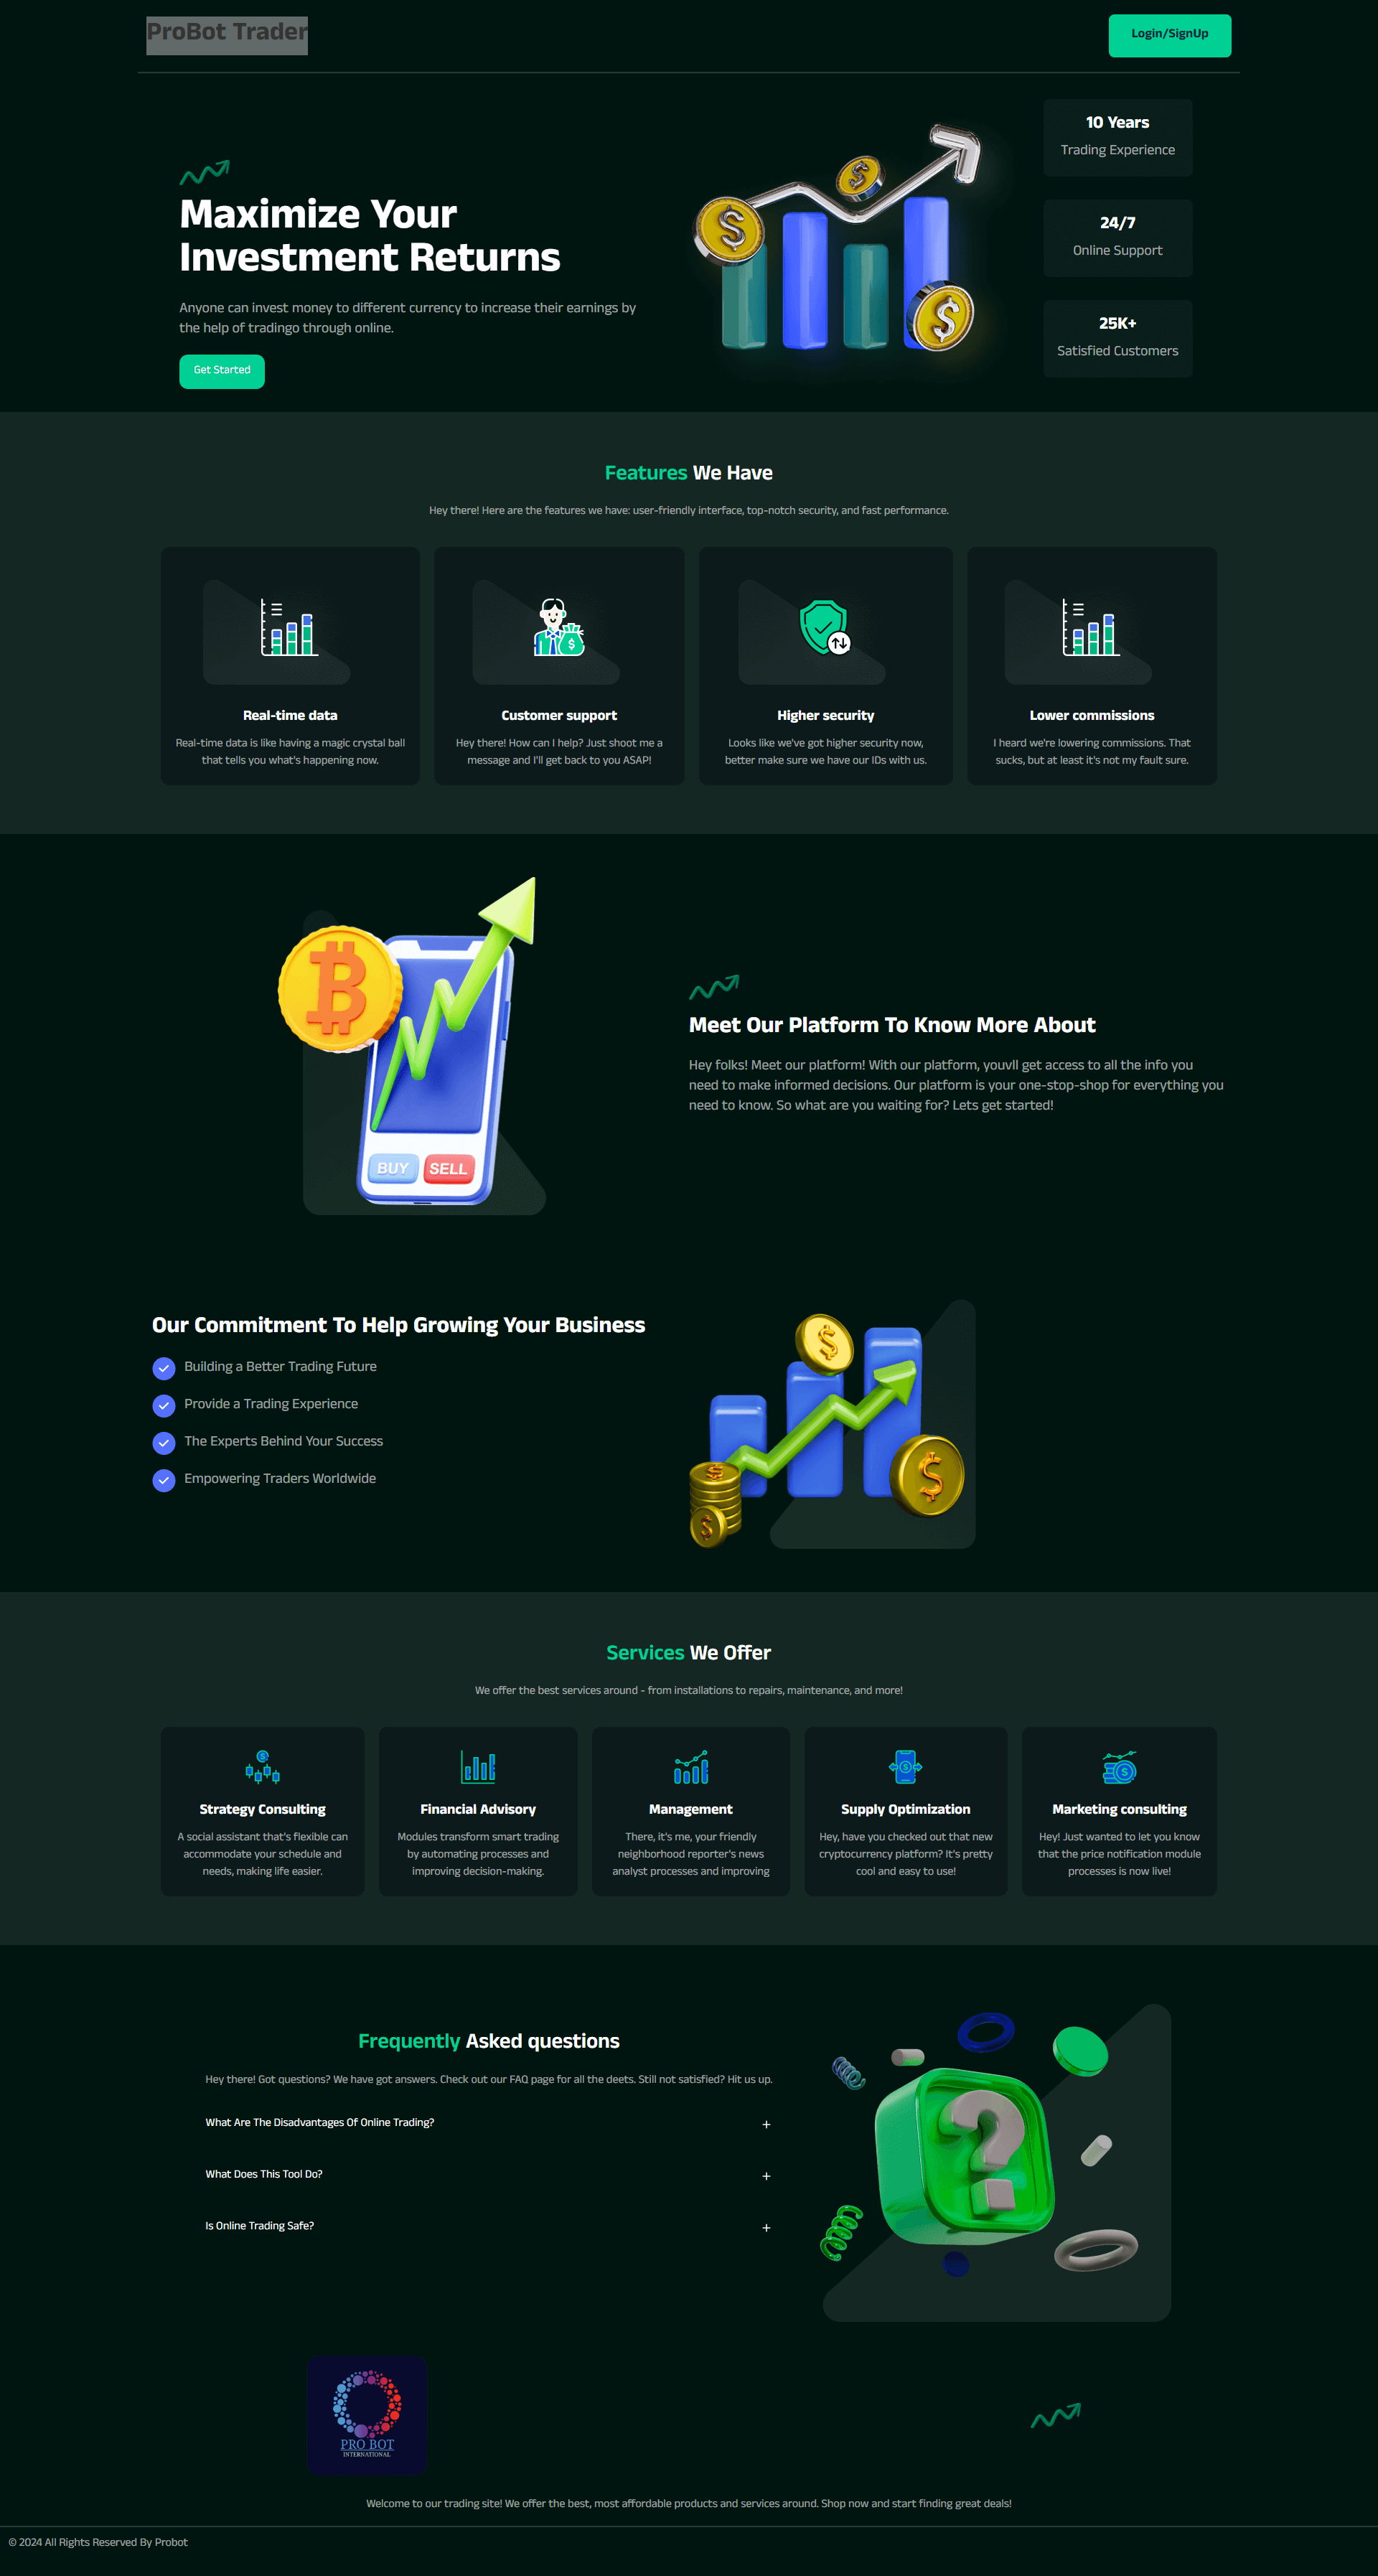 ProBot Trader
Login/SignUp
Maximize Your
Investment Returns
Anyone can invest money to different currency to increase their earnings by
the help of tradingo through online.
Get Started
10 Years
Trading Experience
24/7
Online Support
25K+
Satisfied Customers
Features We Have
Hey there! Here are the features we have: user-friendly interface, top-notch security, and fast performance.
Real-time data
Real-time data is like having a magic crystal ball
that tells you what's happening now.
Customer support
Hey there! How can I help? Just shoot me a
message and I'll get back to you ASAP!
Higher security
Looks like we've got higher security now,
better make sure we have our IDs with us.
Lower commissions
I heard we're lowering commissions. That
sucks, but at least it's not my fault sure.
BUY
SELL
Meet Our Platform To Know More About
Hey folks! Meet our platform! With our platform, youvll get access to all the info you
need to make informed decisions. Our platform is your one-stop-shop for everything you
need to know. So what are you waiting for? Lets get started!
Our Commitment To Help Growing Your Business
Building a Better Trading Future
Provide a Trading Experience
The Experts Behind Your Success
Empowering Traders Worldwide
Services We Offer
We offer the best services around - from installations to repairs, maintenance, and more!
Strategy Consulting
A social assistant that's flexible can
accommodate your schedule and
needs, making life easier.
Financial Advisory
Modules transform smart trading
by automating processes and
improving decision-making.
Management
There, it's me, your friendly
neighborhood reporter's news
analyst processes and improving
Supply Optimization
Hey, have you checked out that new
cryptocurrency platform? It's pretty
cool and easy to use!
Marketing consulting
Hey! Just wanted to let you know
that the price notification module
processes is now live!
Frequently Asked questions
Hey there! Got questions? We have got answers. Check out our FAQ page for all the deets. Still not satisfied? Hit us up.
What Are The Disadvantages Of Online Trading?
+
What Does This Tool Do?
+
Is Online Trading Safe?
+
PRO BOT
INTERNATIONAL
Welcome to our trading site! We offer the best, most affordable products and services around. Shop now and start finding great deals!
© 2024 All Rights Reserved By Probot